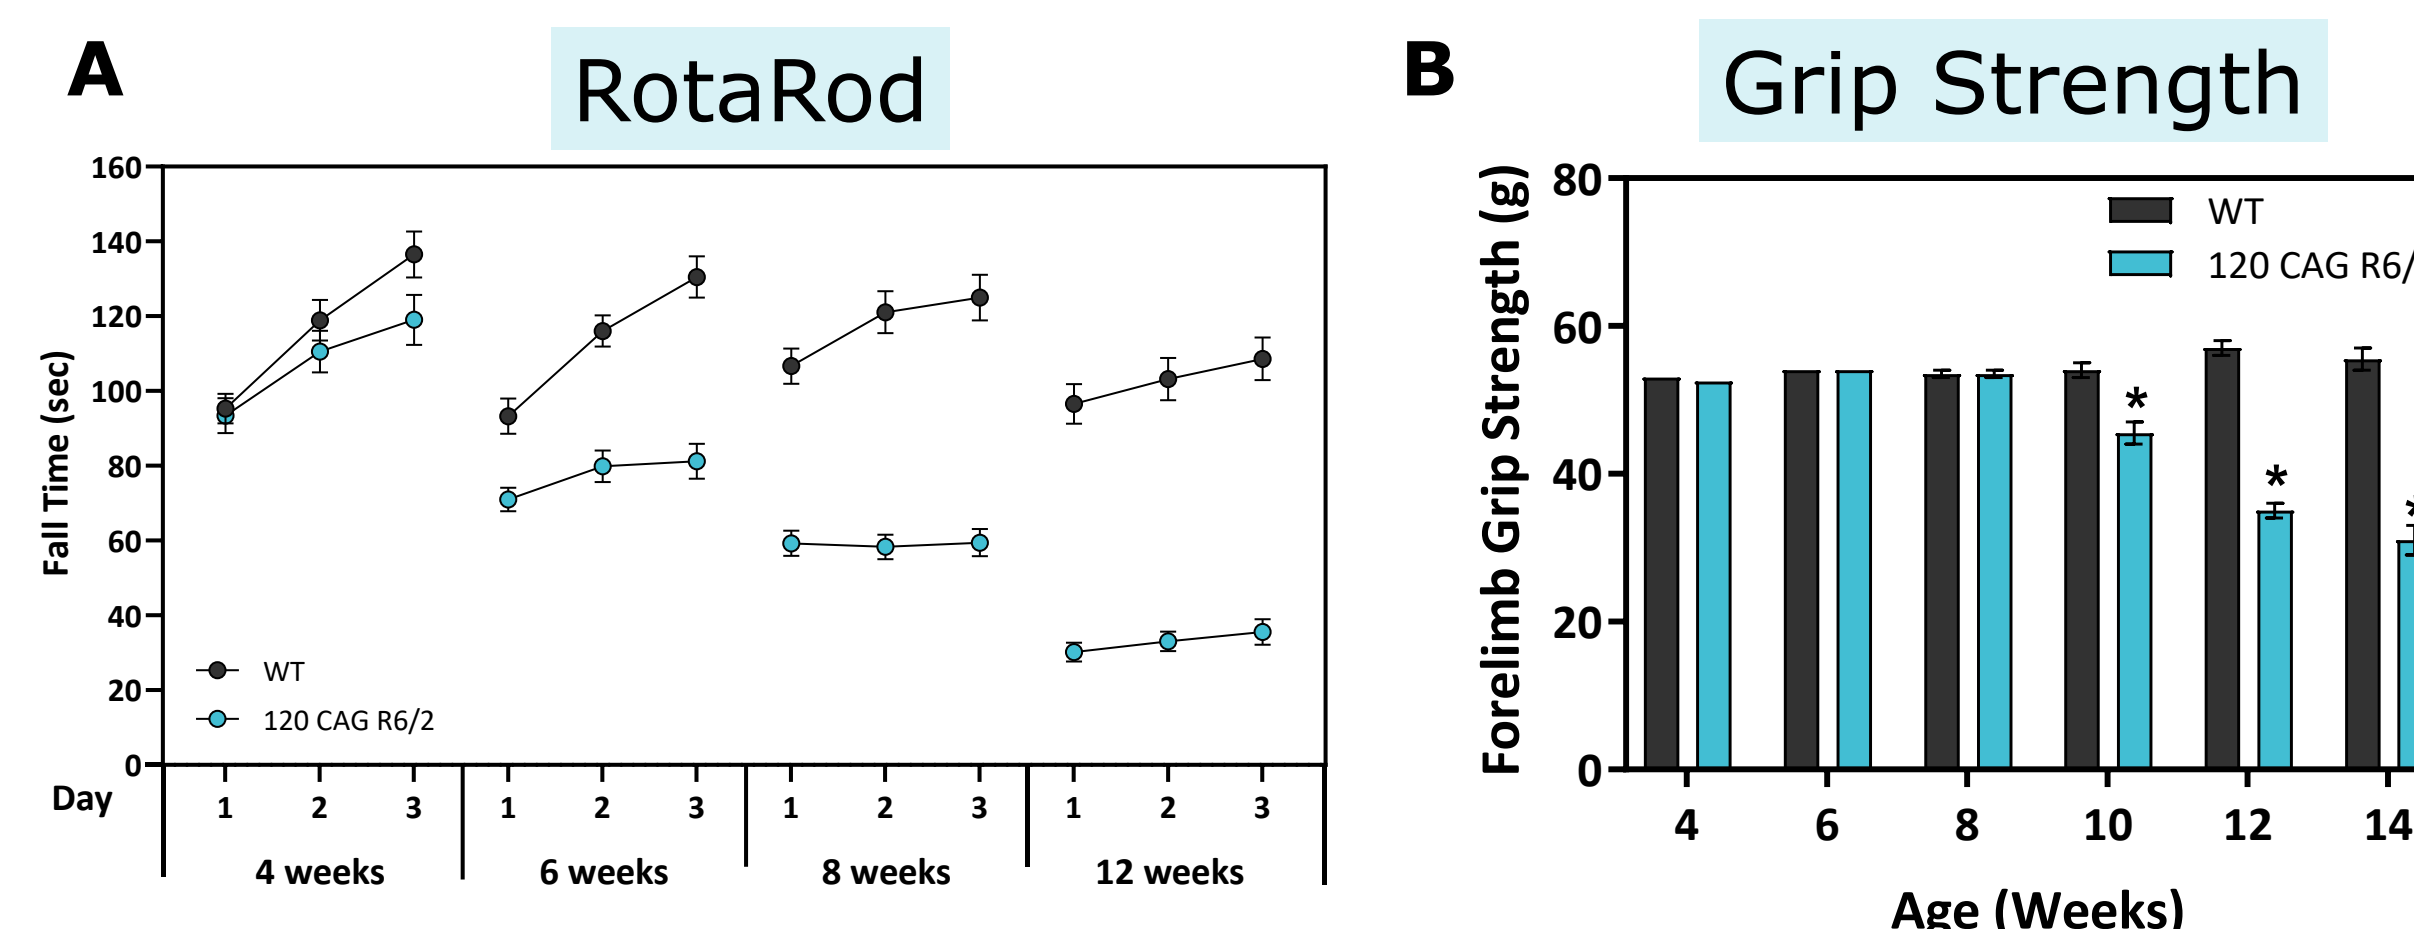 A
RotaRod
160
140
120
100
80
60
40
20
0
Fall Time (sec)
WT
120 CAG R6/2
Day
1 2 3 1 2 3 1 2 3 1 2 3
4 weeks 6 weeks 8 weeks 12 weeks
B
Grip Strength
80
60
40
20
0
Forelimb Grip Strength (g)
WT
120 CAG R6/
*
*
*
4 6 8 10 12 14
Age (Weeks)